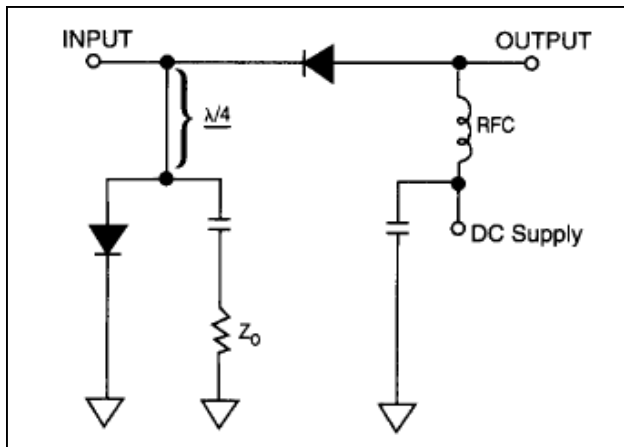 INPUT
OUTPUT
λ/4
RFC
DC Supply
Z0